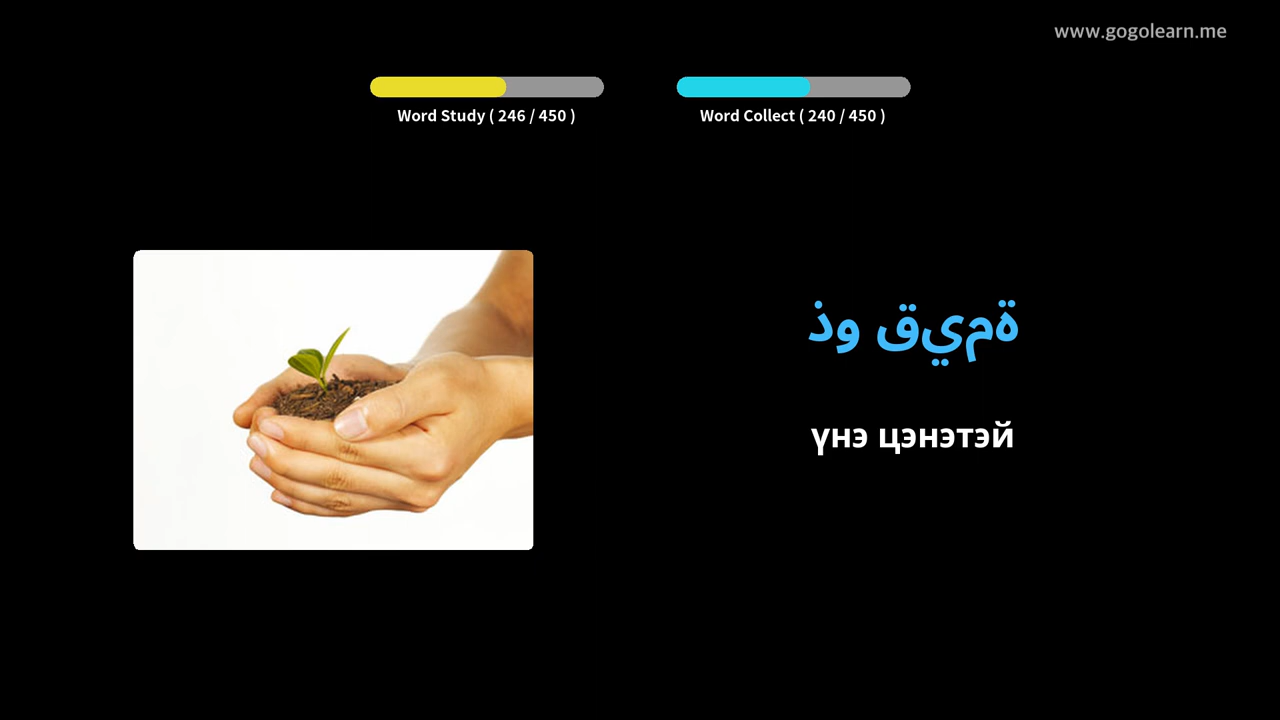 www.gogolearn.me
Word Study ( 246 / 450 )
Word Collect ( 240 / 450 )
ذو قيمة
үнэ цэнэтэй